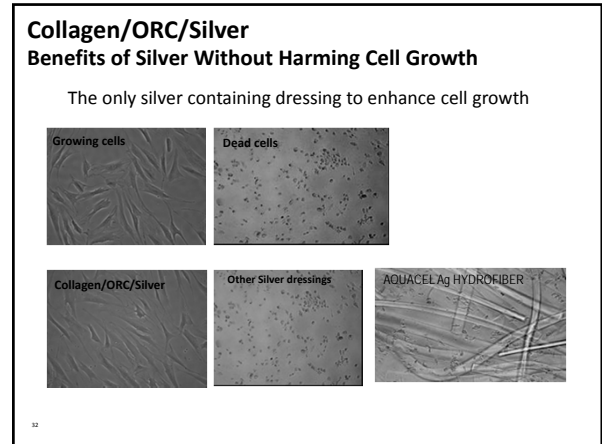 Collagen/ORC/Silver
Benefits of Silver Without Harming Cell Growth
The only silver containing dressing to enhance cell growth
Growing cells
Dead cells
Collagen/ORC/Silver
Other Silver dressings
AQUACEL Ag HYDROFIBER
32